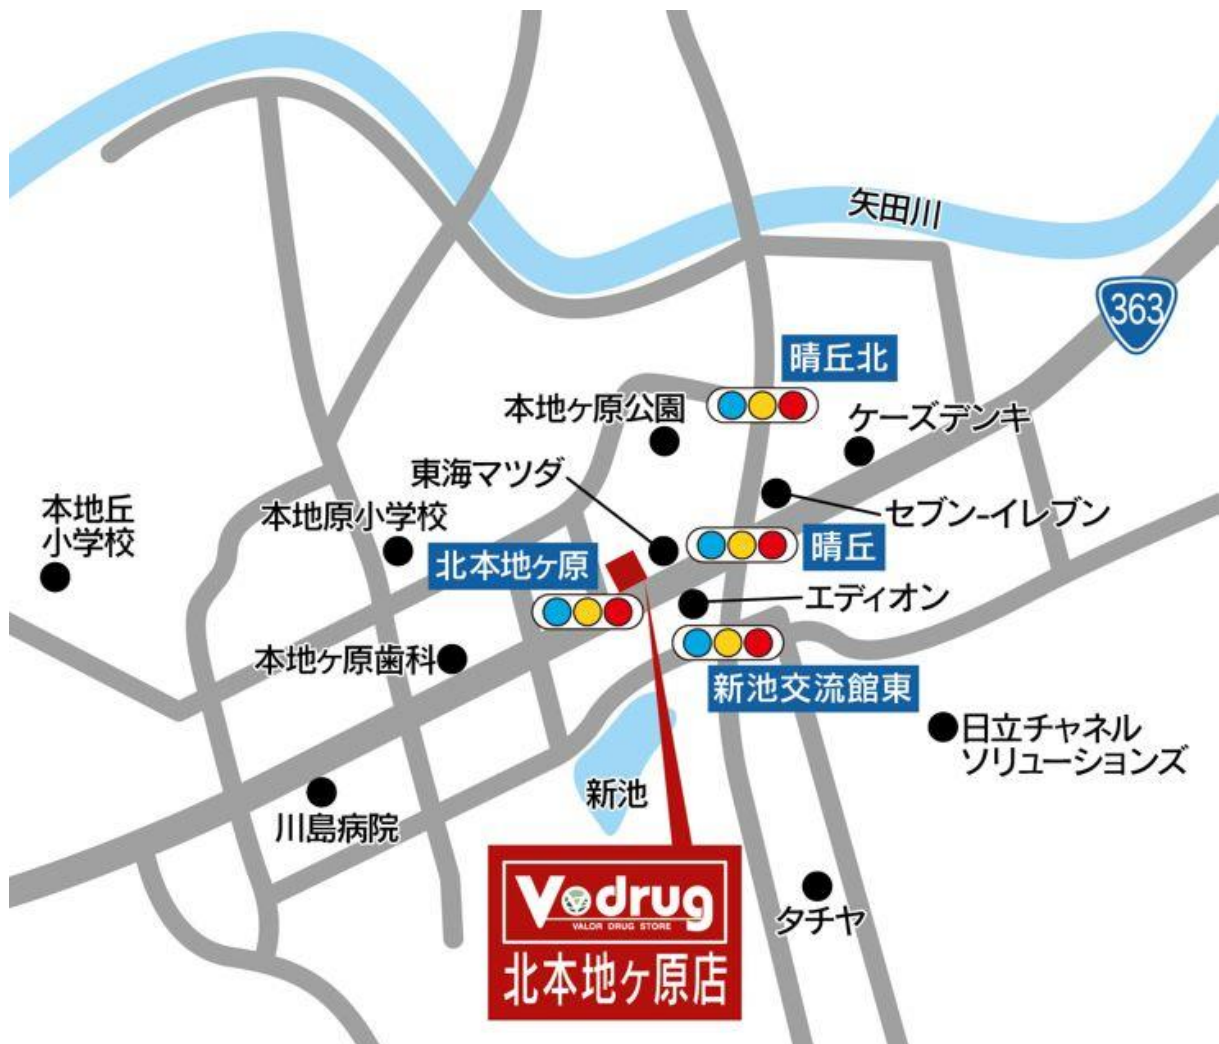 矢田川
363
晴丘北
本地ヶ原公園
ケーズデンキ
東海マツダ
本地丘
小学校
本地原小学校
セブン-イレブン
晴丘
北本地ヶ原
エディオン
本地ヶ原歯科
新池交流館東
日立チャネル
ソリューションズ
新池
川島病院
Vdrug
VALOR DRUG STORE
北本地ヶ原店
タチヤ